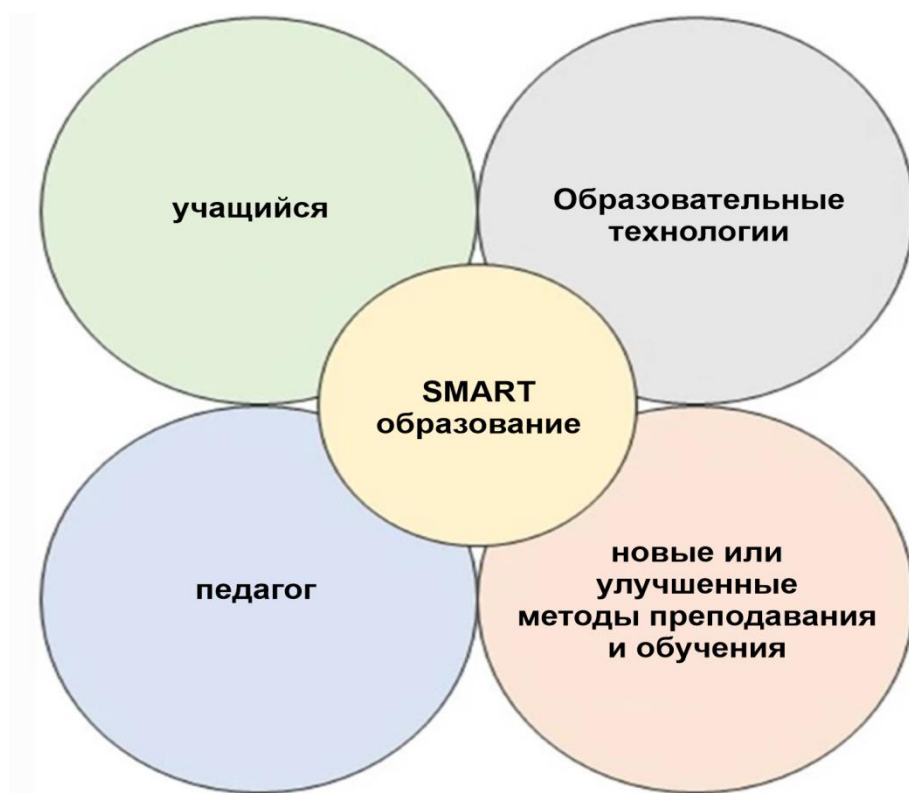 учащийся
Образовательные
технологии
SMART
образование
педагог
новые или
улучшенные
методы преподавания
и обучения